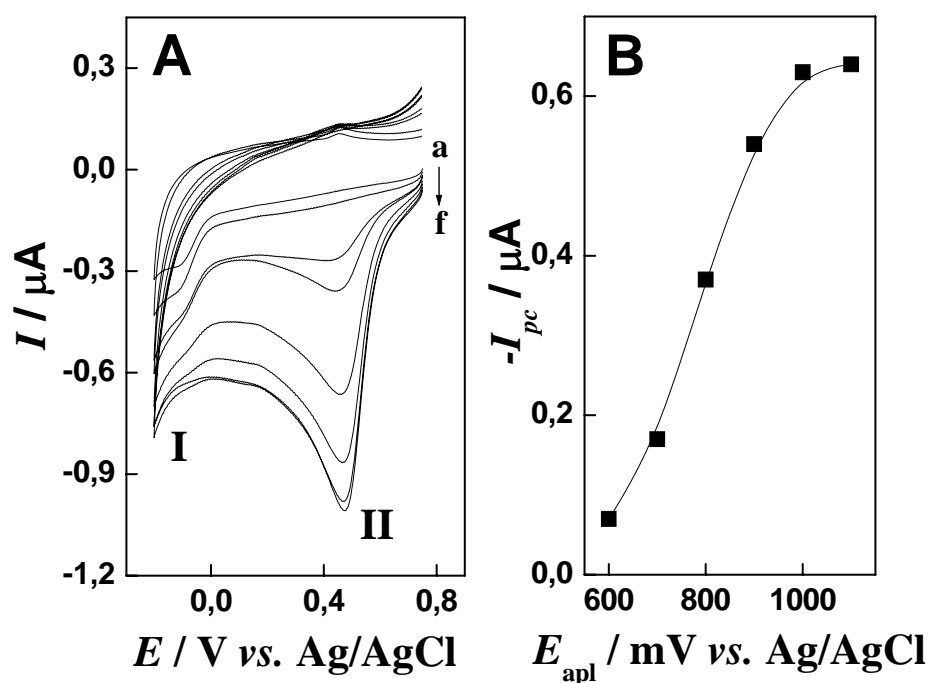 A
0,3
0,0
-0,3
-0,6
-0,9
-1,2
I / μA
a
f
I
II
0,0 0,4 0,8
E / V vs. Ag/AgCl
B
0,6
0,4
0,2
0,0
-Ipc / μA
600 800 1000
Eapl / mV vs. Ag/AgCl